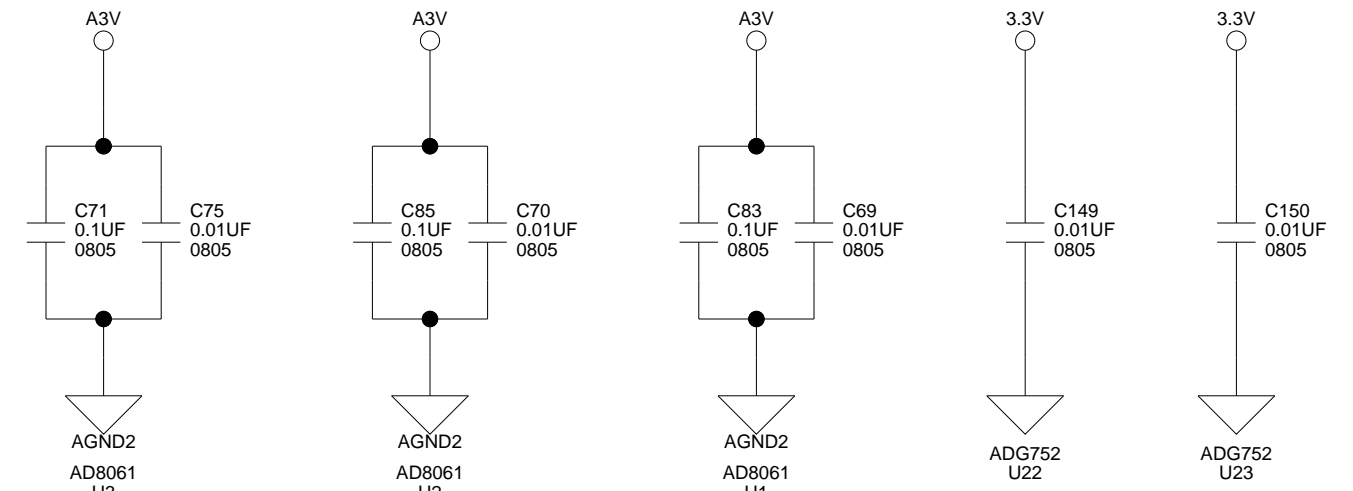 A3V
C71
0.1UF
0805
C75
0.01UF
0805
AGND2
AD8061
A3V
C85
0.1UF
0805
C70
0.01UF
0805
AGND2
AD8061
A3V
C83
0.1UF
0805
C69
0.01UF
0805
AGND2
AD8061
U1
3.3V
C149
0.01UF
0805
ADG752
U22
3.3V
C150
0.01UF
0805
ADG752
U23